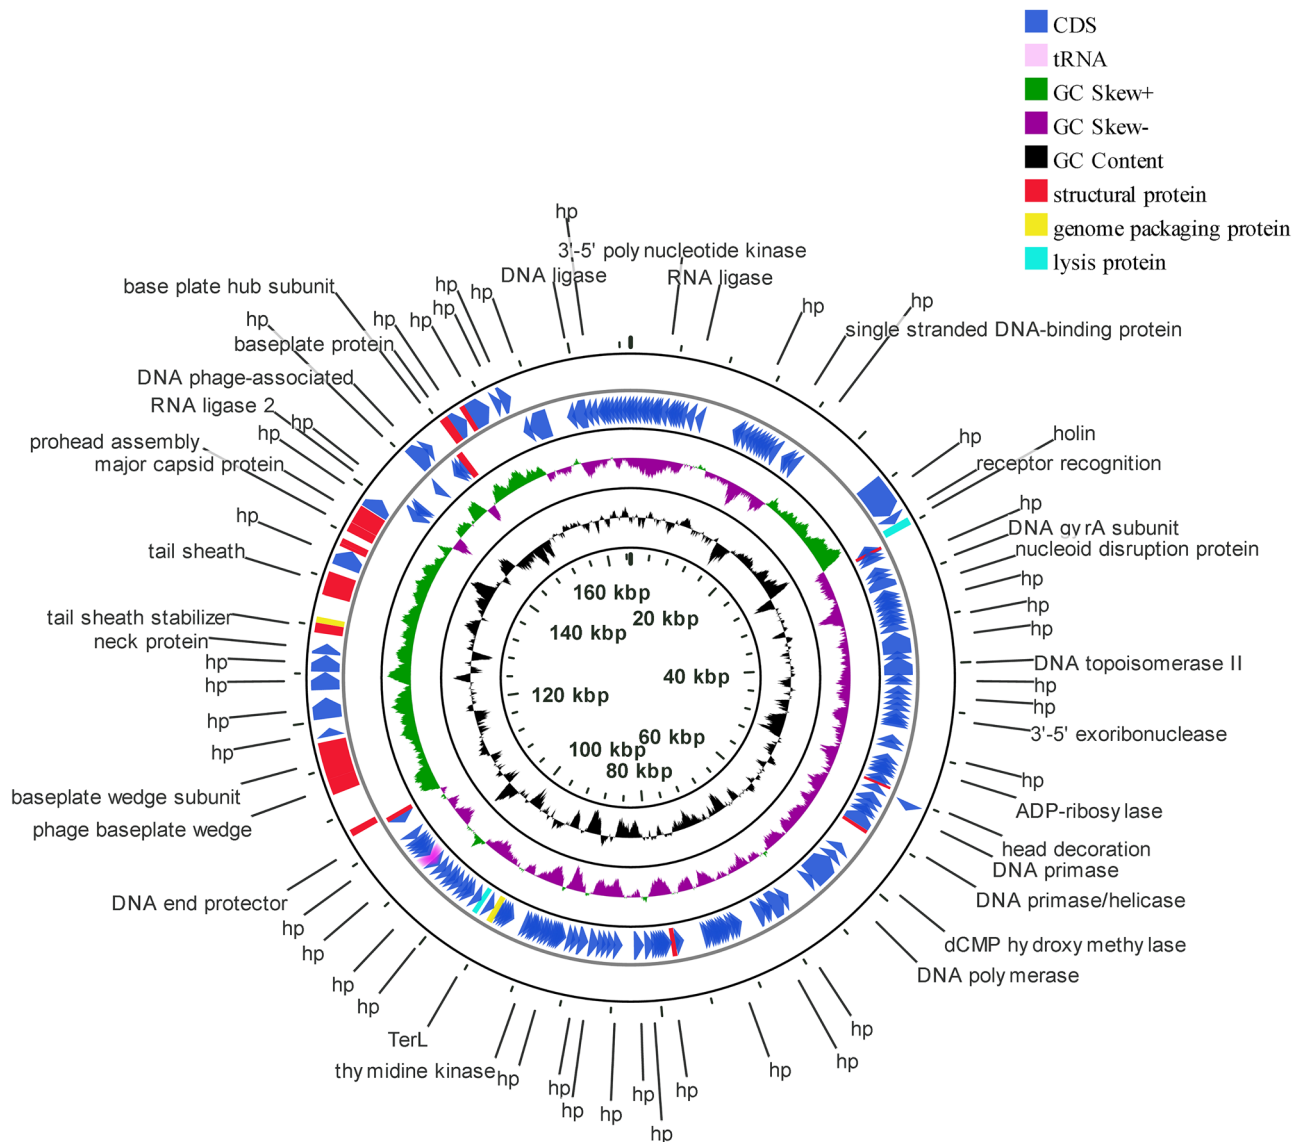 CDS
tRNA
GC Skew+
GC Skew-
GC Content
structural protein
genome packaging protein
lysis protein
hp
3'-5' poly nucleotide kinase
DNA ligase
RNA ligase
base plate hub subunit
hp
hp
hp
hp
hp
single stranded DNA-binding protein
hp
hp
hp
hp
baseplate protein
DNA phage-associated
RNA ligase 2
hp
hp
prohead assembly
major capsid protein
hp
holin
receptor recognition
hp
hp
DNA gyrA subunit
tail sheath
nucleoid disruption protein
hp
hp
tail sheath stabilizer
hp
neck protein
hp
DNA topoisomerase II
hp
hp
hp
hp
3'-5' exoribonuclease
hp
hp
baseplate wedge subunit
ADP-ribosylase
phage baseplate wedge
head decoration
DNA primase
DNA primase/helicase
DNA end protector
hp
dCMP hydroxymethylase
hp
DNA polymerase
hp
hp
hp
TerL
hp
thymidine kinase
hp
hp
hp
hp
hp
hp
hp
hp
160 kbp
20 kbp
140 kbp
40 kbp
120 kbp
60 kbp
100 kbp
80 kbp